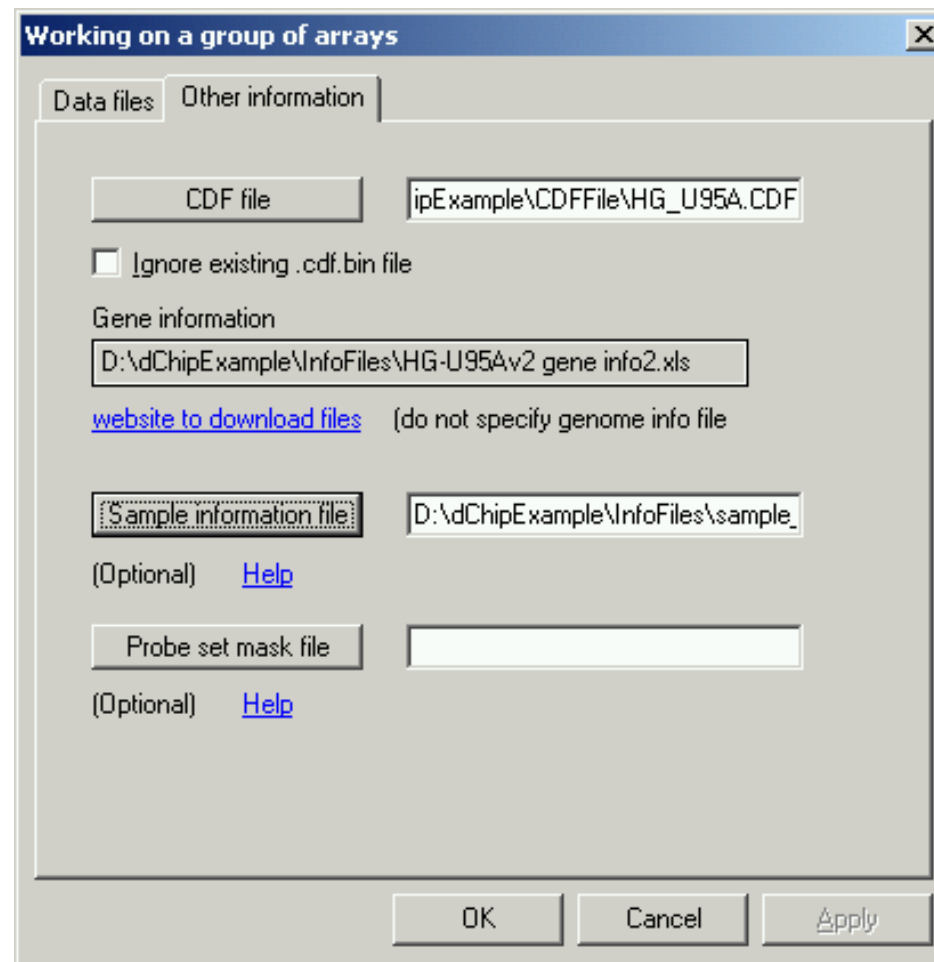 Working on a group of arrays
Data files Other information
CDF file ipExample\CDFFile\HG_U95A.CDF
Ignore existing .cdf.bin file
Gene information
D:\dChipExample\InfoFiles\HG-U95Av2 gene info2.xls
website to download files (do not specify genome info file
Sample information file D:\dChipExample\InfoFiles\sample_
(Optional) Help
Probe set mask file
(Optional) Help
OK Cancel Apply